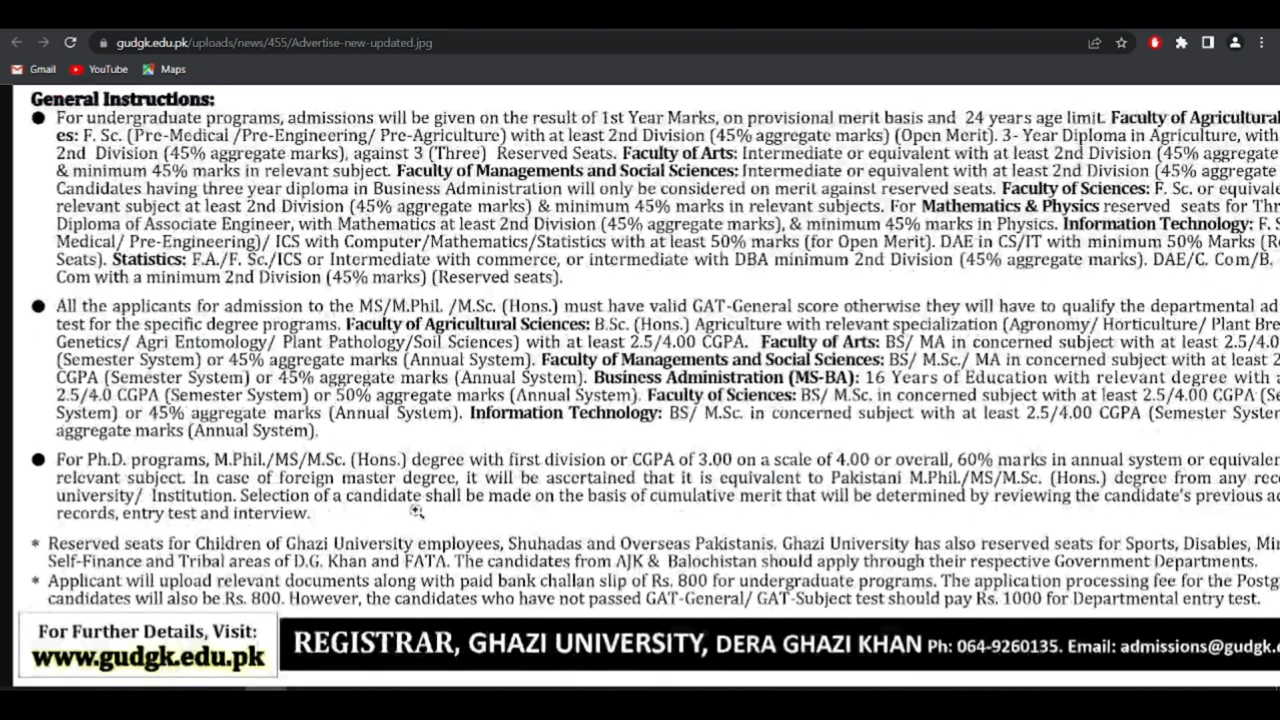 gudgk.edu.pk/uploads/news/455/Advertise-new-updated.jpg
Gmail YouTube Maps
General Instructions:
● For undergraduate programs, admissions will be given on the result of 1st Year Marks, on provisional merit basis and 24 years age limit. Faculty of Agricultural
es: F. Sc. (Pre-Medical /Pre-Engineering/ Pre-Agriculture) with at least 2nd Division (45% aggregate marks) (Open Merit). 3- Year Diploma in Agriculture, with
2nd Division (45% aggregate marks), against 3 (Three) Reserved Seats. Faculty of Arts: Intermediate or equivalent with at least 2nd Division (45% aggregate
& minimum 45% marks in relevant subject. Faculty of Managements and Social Sciences: Intermediate or equivalent with at least 2nd Division (45% aggregate
Candidates having three year diploma in Business Administration will only be considered on merit against reserved seats. Faculty of Sciences: F. Sc. or
relevant subject at least 2nd Division (45% aggregate marks) & minimum 45% marks in relevant subjects. For Mathematics & Physics reserved seats for
Diploma of Associate Engineer, with Mathematics at least 2nd Division (45% aggregate marks), & minimum 45% marks in Physics. Information Technology: F.
Medical/ Pre-Engineering)/ ICS with Computer/Mathematics/Statistics with at least 50% marks (for Open Merit). DAE in CS/IT with minimum 50% Marks
Seats). Statistics: F.A./F. Sc./ICS or Intermediate with commerce, or intermediate with DBA minimum 2nd Division (45% aggregate marks). DAE/C. Com/B.
Com with a minimum 2nd Division (45% marks) (Reserved seats).
● All the applicants for admission to the MS/M.Phil. /M.Sc. (Hons.) must have valid GAT-General score otherwise they will have to qualify the departmental ad
test for the specific degree programs. Faculty of Agricultural Sciences: B.Sc. (Hons.) Agriculture with relevant specialization (Agronomy/ Horticulture/ Plant Bre
Genetics/ Agri Entomology/ Plant Pathology/Soil Sciences) with at least 2.5/4.00 CGPA. Faculty of Arts: BS/ MA in concerned subject with at least 2.5/4.0
(Semester System) or 45% aggregate marks (Annual System). Faculty of Managements and Social Sciences: BS/ M.Sc./ MA in concerned subject with at least 2
CGPA (Semester System) or 45% aggregate marks (Annual System). Business Administration (MS-BA): 16 Years of Education with relevant degree with
2.5/4.0 CGPA (Semester System) or 50% aggregate marks (Annual System). Faculty of Sciences: BS/ M.Sc. in concerned subject with at least 2.5/4.00 CGPA (Se
System) or 45% aggregate marks (Annual System). Information Technology: BS/ M.Sc. in concerned subject with at least 2.5/4.00 CGPA (Semester System
aggregate marks (Annual System).
● For Ph.D. programs, M.Phil./MS/M.Sc. (Hons.) degree with first division or CGPA of 3.00 on a scale of 4.00 or overall, 60% marks in annual system or equivalen
relevant subject. In case of foreign master degree, it will be ascertained that it is equivalent to Pakistani M.Phil./MS/M.Sc. (Hons.) degree from any rec
university/ Institution. Selection of a candidate shall be made on the basis of cumulative merit that will be determined by reviewing the candidate's previous ac
records, entry test and interview.
* Reserved seats for Children of Ghazi University employees, Shuhadas and Overseas Pakistanis. Ghazi University has also reserved seats for Sports, Disables, Min
Self-Finance and Tribal areas of D.G. Khan and FATA. The candidates from AJK & Balochistan should apply through their respective Government Departments.
* Applicant will upload relevant documents along with paid bank challan slip of Rs. 800 for undergraduate programs. The application processing fee for the Postg
candidates will also be Rs. 800. However, the candidates who have not passed GAT-General/ GAT-Subject test should pay Rs. 1000 for Departmental entry test.
For Further Details, Visit:
www.gudgk.edu.pk
REGISTRAR, GHAZI UNIVERSITY, DERA GHAZI KHAN Ph: 064-9260135. Email: admissions@gudgk.